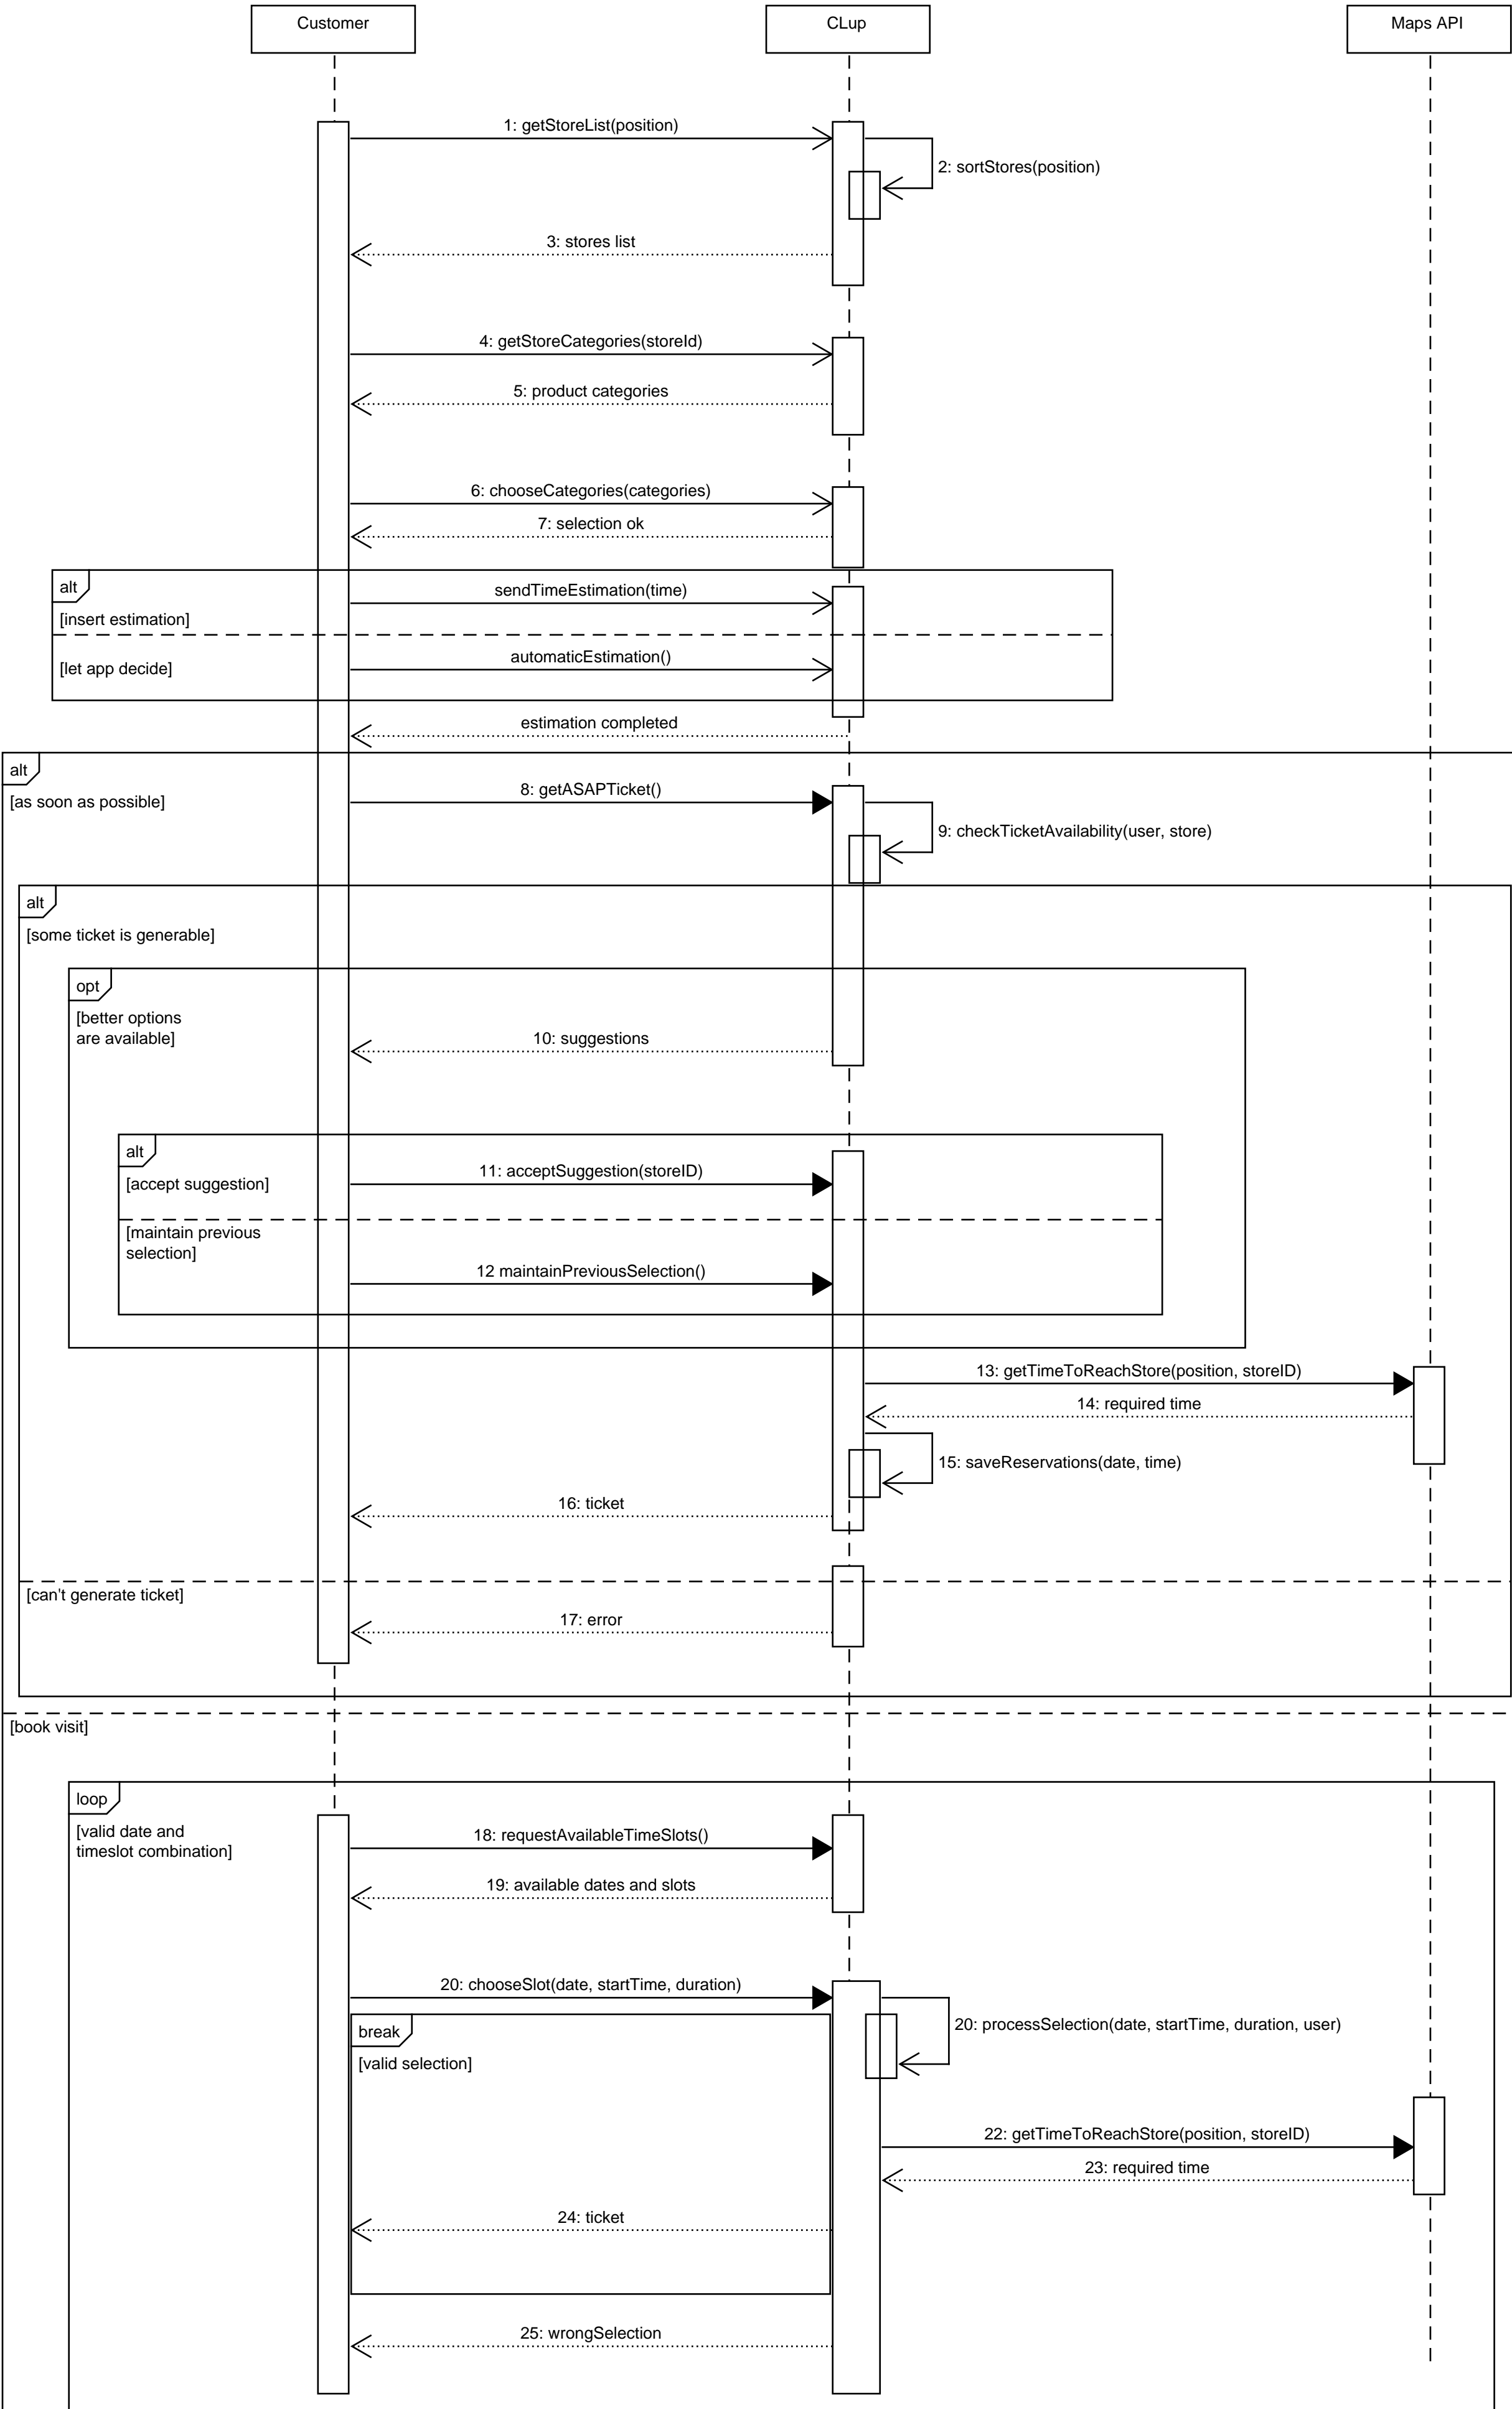 Customer
CLup
Maps API
1: getStoreList(position)
2: sortStores(position)
3: stores list
4: getStoreCategories(storeId)
5: product categories
6: chooseCategories(categories)
7: selection ok
alt
sendTimeEstimation(time)
[insert estimation]
automaticEstimation()
[let app decide]
estimation completed
alt
8: getASAPTicket()
[as soon as possible]
9: checkTicketAvailability(user, store)
alt
[some ticket is generable]
opt
[better options
are available]
10: suggestions
alt
11: acceptSuggestion(storeID)
[accept suggestion]
[maintain previous
selection]
12 maintainPreviousSelection()
13: getTimeToReachStore(position, storeID)
14: required time
15: saveReservations(date, time)
16: ticket
[can't generate ticket]
17: error
[book visit]
loop
[valid date and
timeslot combination]
18: requestAvailableTimeSlots()
19: available dates and slots
20: chooseSlot(date, startTime, duration)
20: processSelection(date, startTime, duration, user)
break
[valid selection]
22: getTimeToReachStore(position, storeID)
23: required time
24: ticket
25: wrongSelection